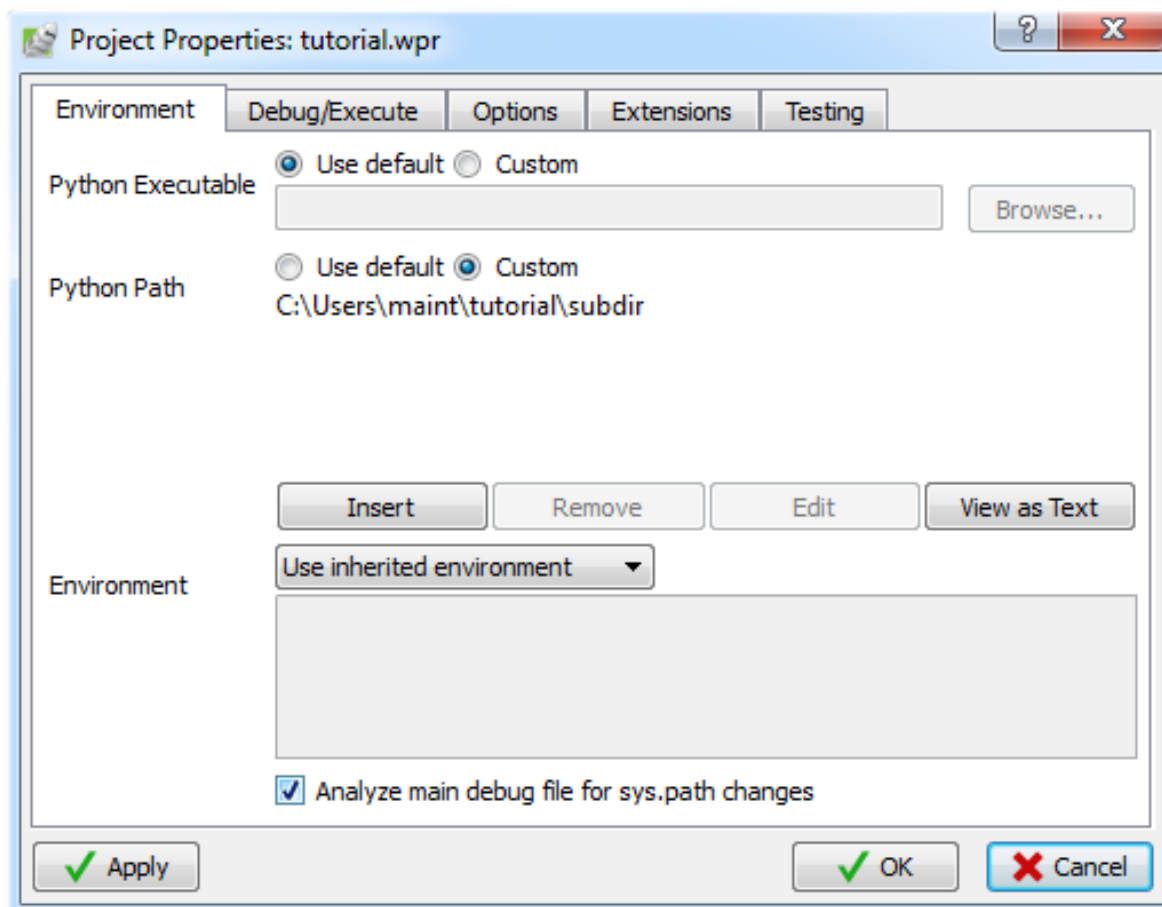 Project Properties: tutorial.wpr
?
Environment Debug/Execute Options Extensions Testing
Python Executable
Use default Custom
Browse...
Python Path
Use default Custom
C:\Users\maint\tutorial\subdir
Insert Remove Edit View as Text
Environment
Use inherited environment
Analyze main debug file for sys.path changes
Apply OK Cancel